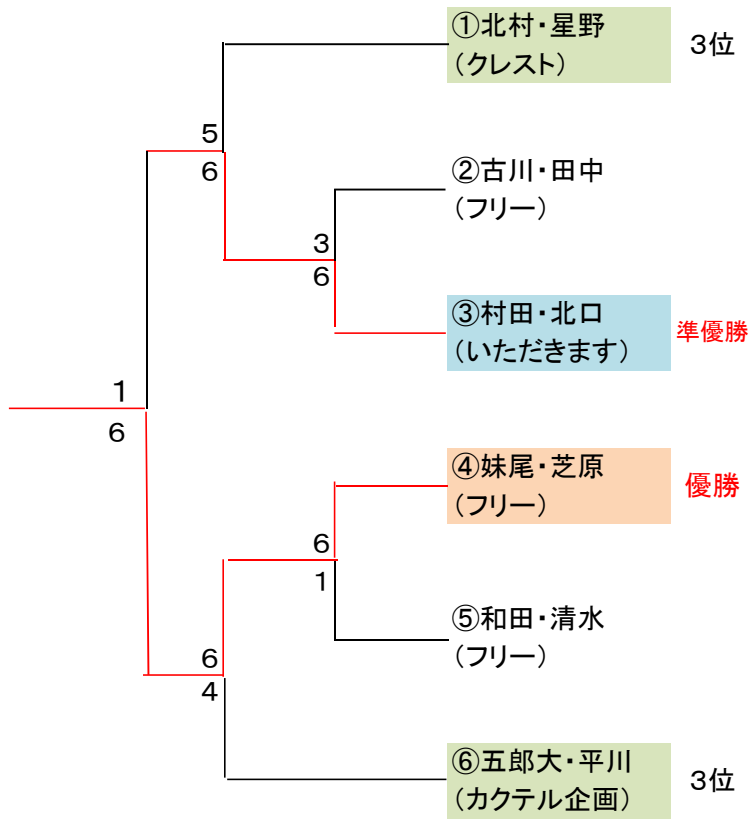 ①北村・星野
（クレスト）
3位
5
6
②古川・田中
（フリー）
3
6
③村田・北口
（いただきます）
準優勝
1
6
④妹尾・芝原
（フリー）
優勝
6
1
⑤和田・清水
（フリー）
6
4
⑥五郎大・平川
（カクテル企画）
3位